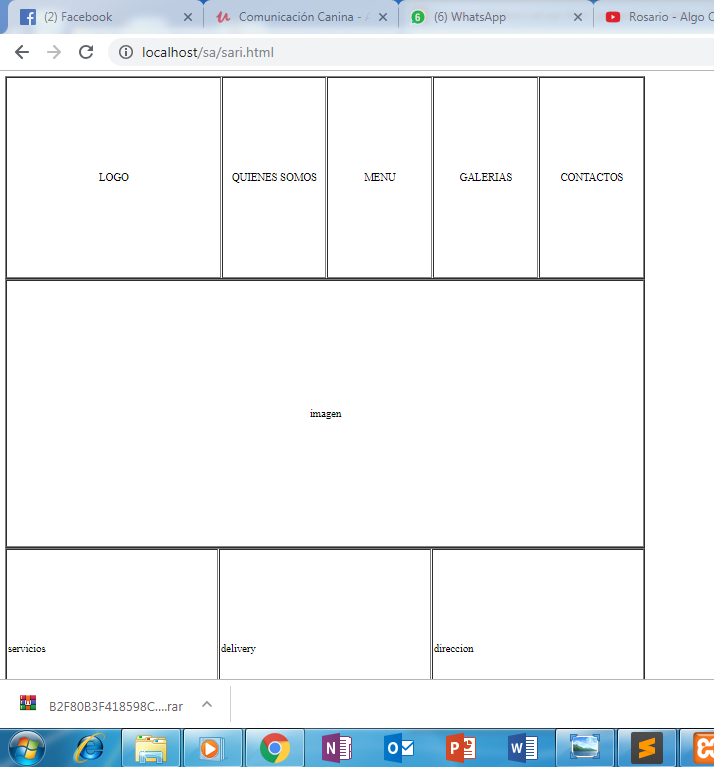 (2) Facebook
Comunicación Canina -
6 (6) WhatsApp
Rosario - Algo C
localhost/sa/sari.html
LOGO
QUIENES SOMOS
MENU
GALERIAS
CONTACTOS
imagen
servicios
delivery
direccion
B2F80B3F418598C....rar